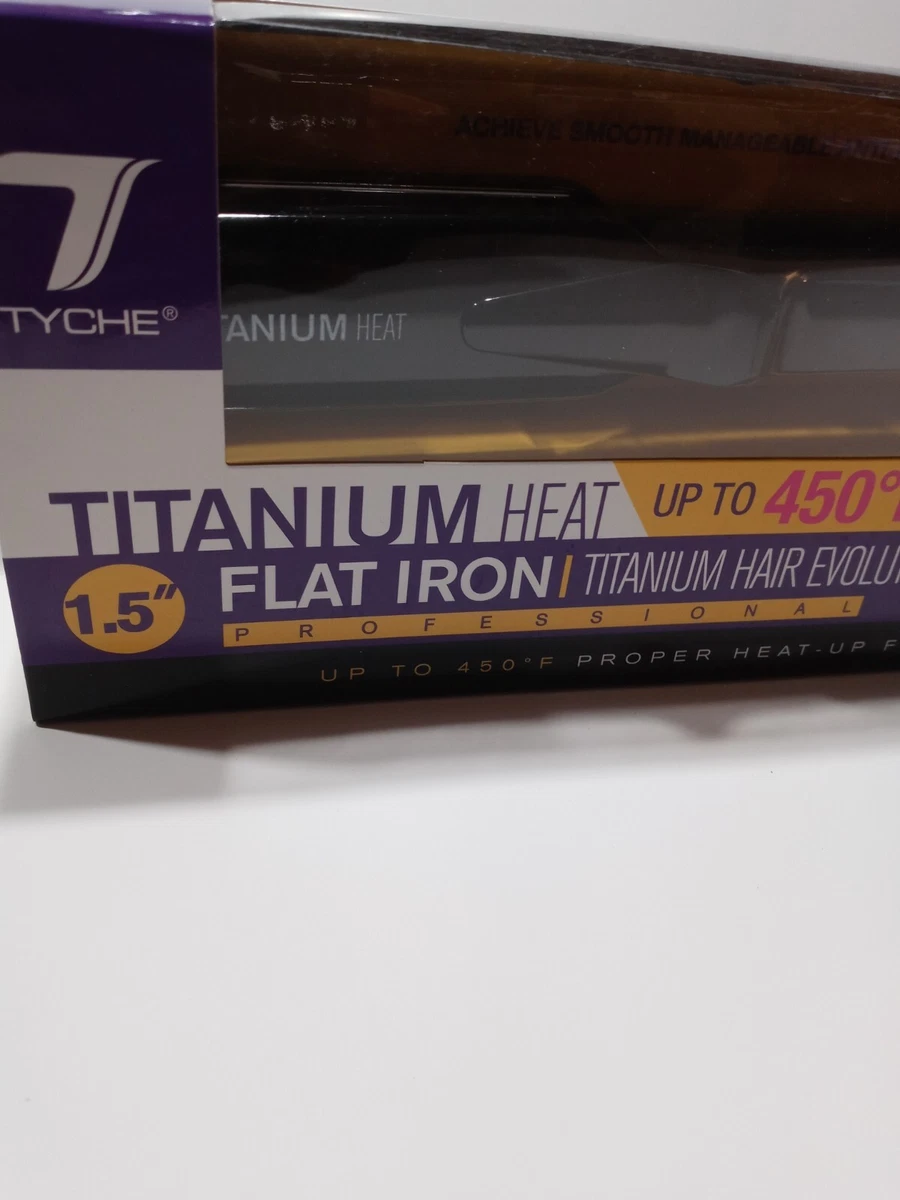 ACHIEVE SMOOTH MANAGEABLE
TYCHE®
TANIUM HEAT
TITANIUM HEAT UP TO 450°
1.5" FLAT IRON | TITANIUM HAIR EVOLU
PROFESSIONAL
UP TO 450°F PROPER HEAT-UP F